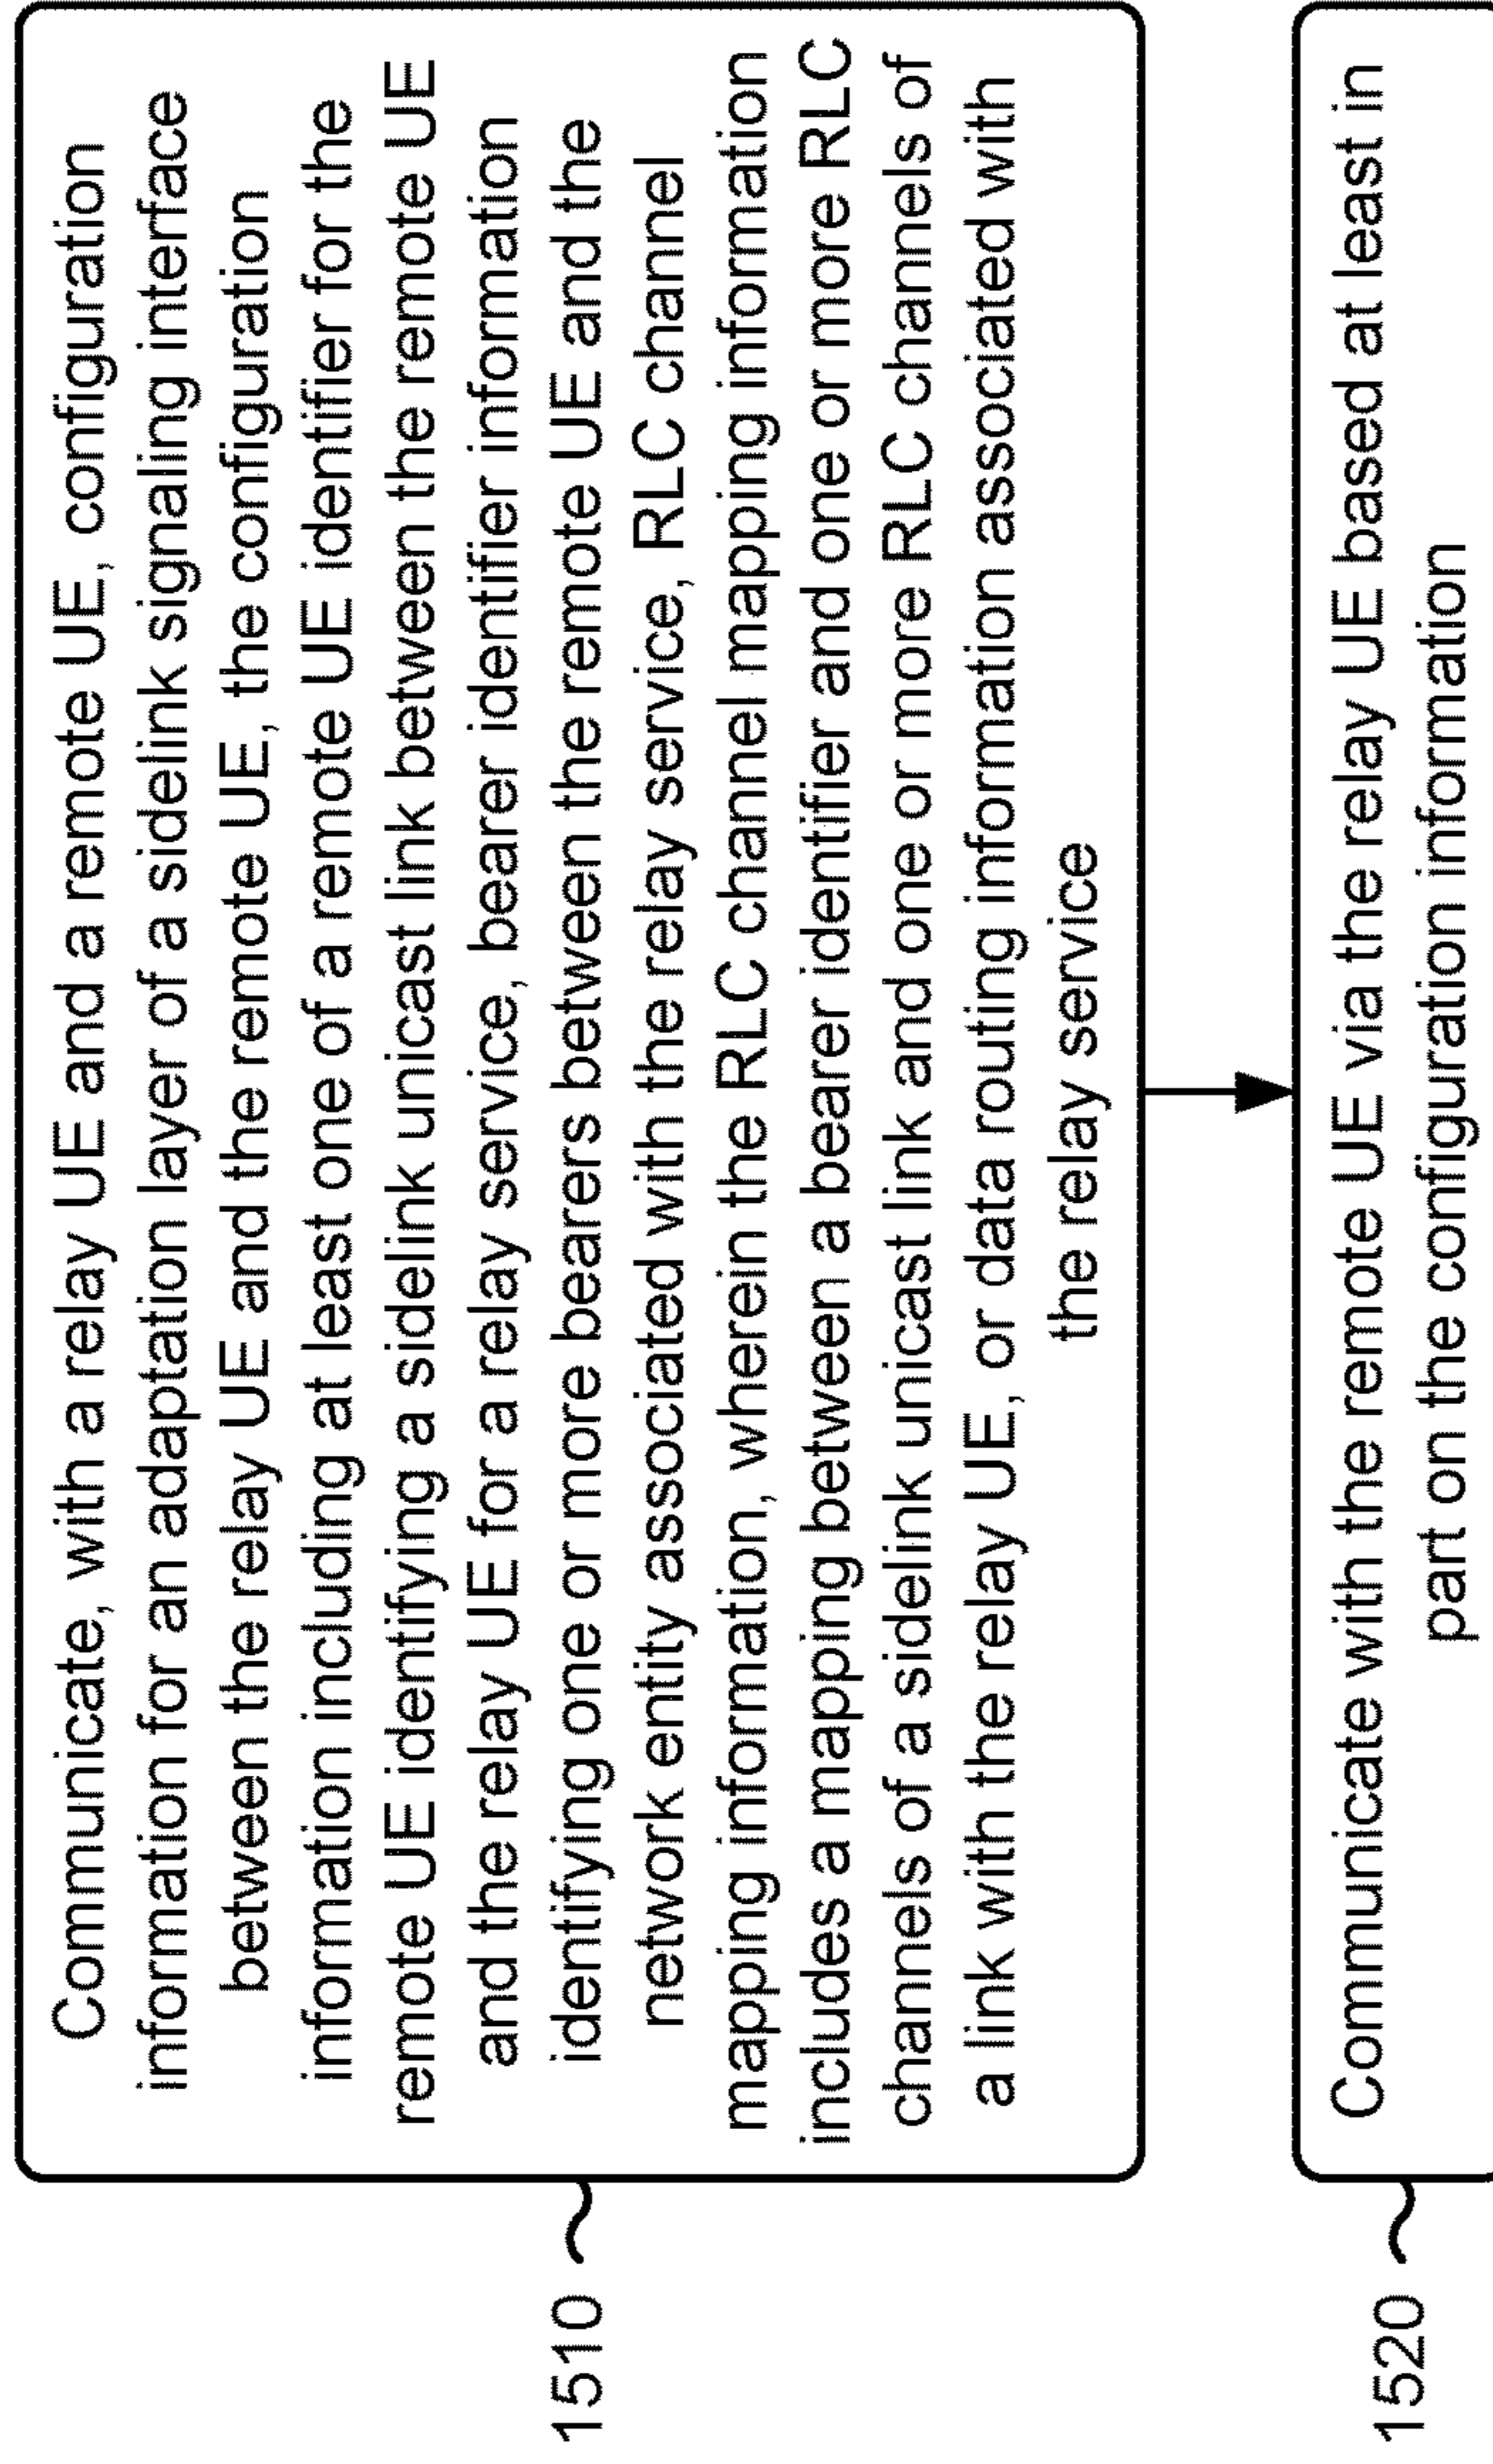 Communicate, with a relay UE and a remote UE, configuration
information for an adaptation layer of a sidelink signaling interface
between the relay UE and the remote UE, the configuration
information including at least one of a remote UE identifier for the
remote UE identifying a sidelink unicast link between the remote UE
and the relay UE for a relay service, bearer identifier information
identifying one or more bearers between the remote UE and the
network entity associated with the relay service, RLC channel
mapping information, wherein the RLC channel mapping information
includes a mapping between a bearer identifier and one or more RLC
channels of a sidelink unicast link and one or more RLC channels of
a link with the relay UE, or data routing information associated with
the relay service
1510
Communicate with the remote UE via the relay UE based at least in
part on the configuration information
1520